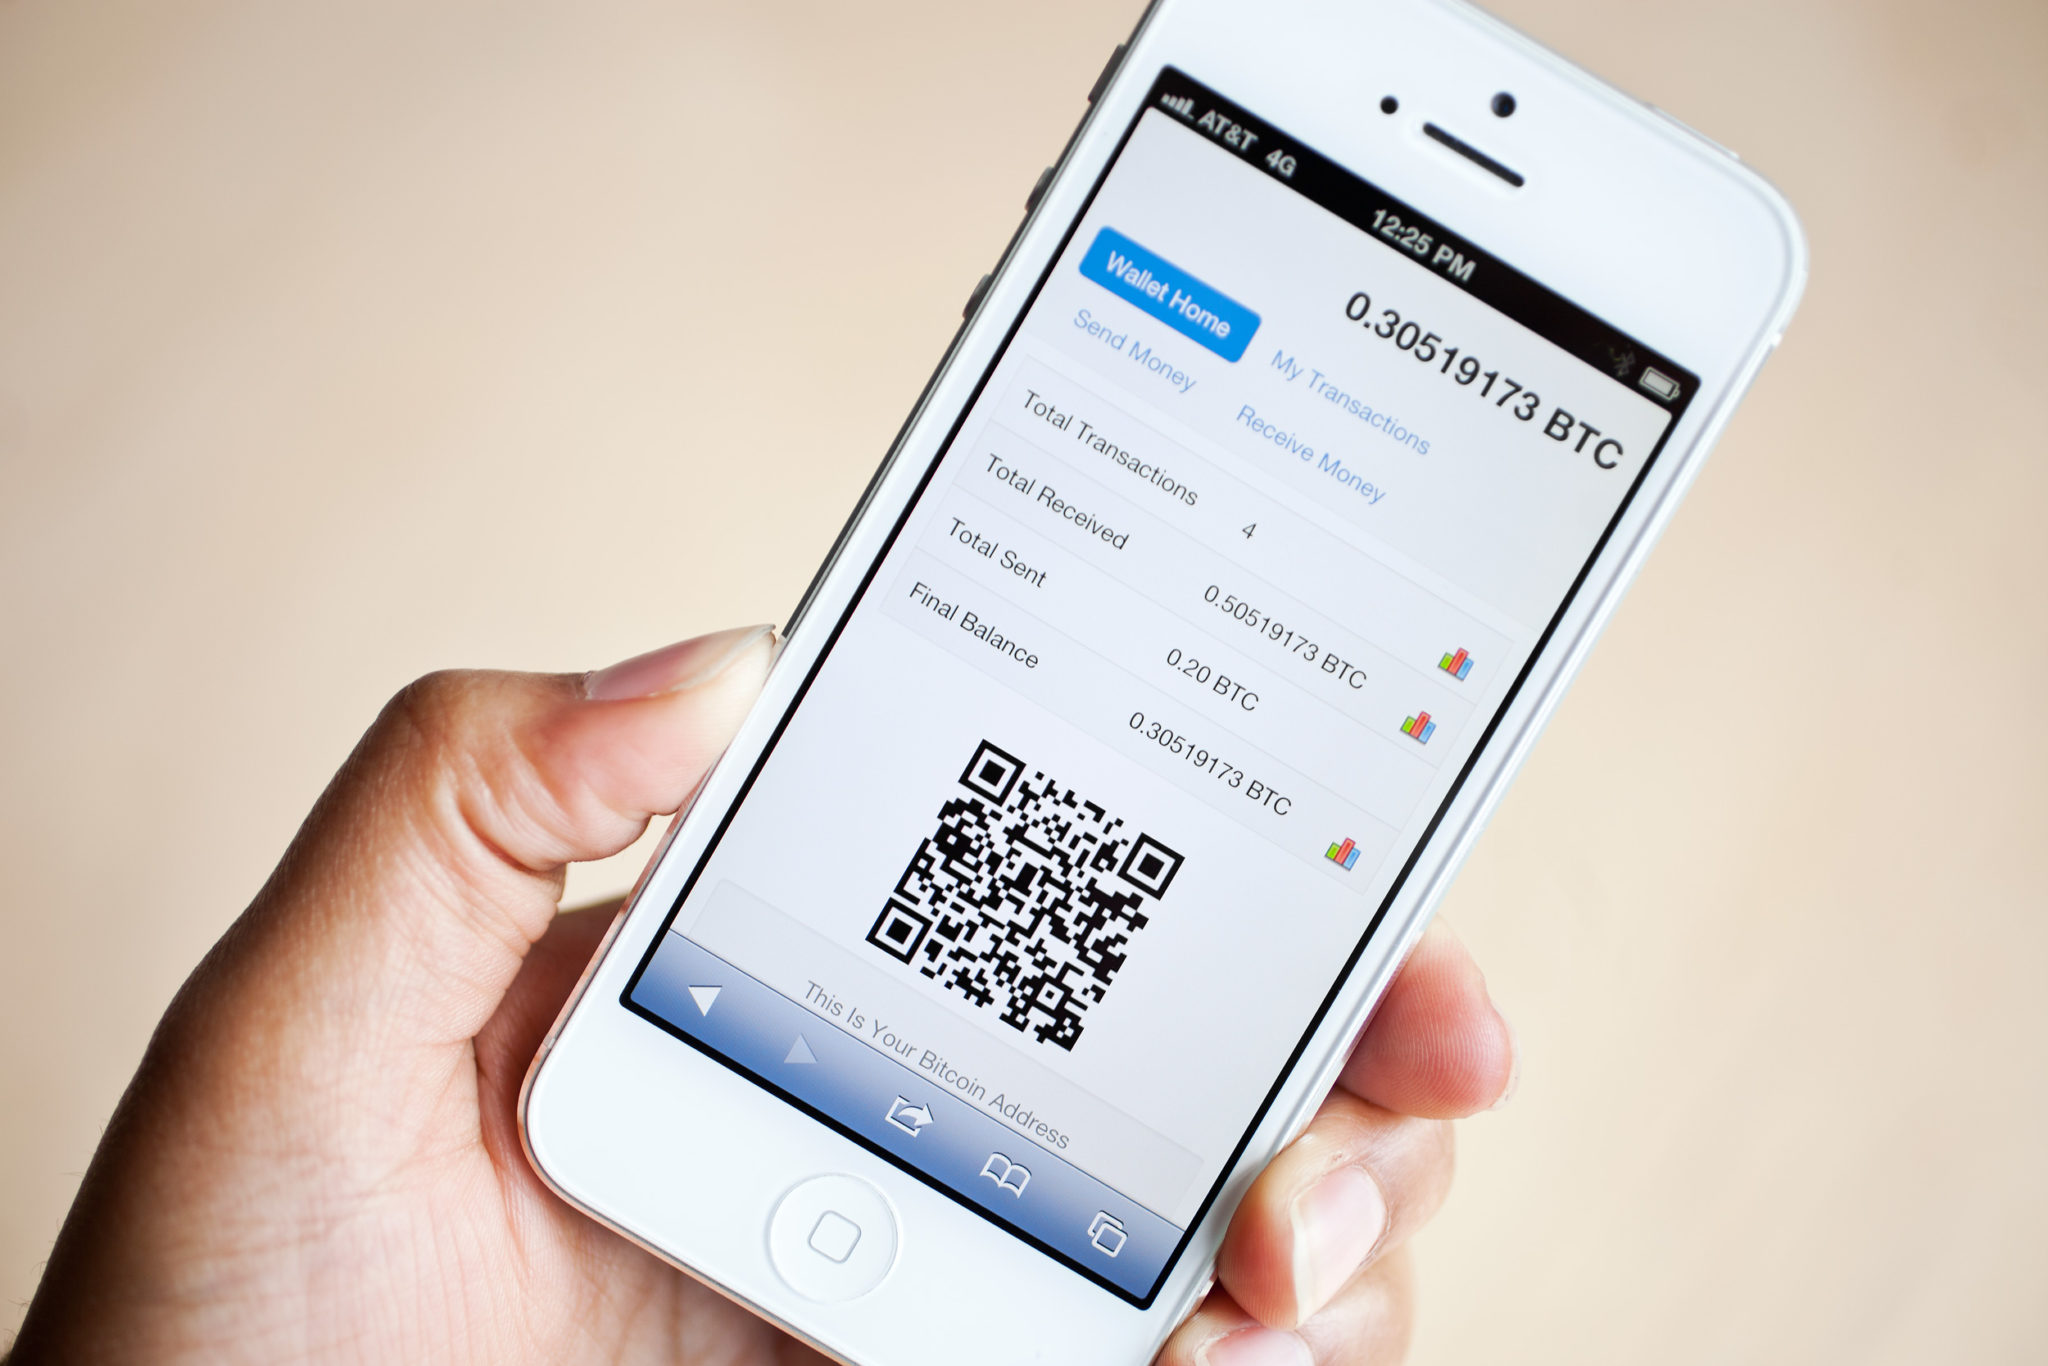 AT&T 4G 12:25 PM
0.30519173 BTC
Wallet Home My Transactions
Send Money Receive Money
Total Transactions 4
Total Received 0.50519173 BTC
Total Sent 0.20 BTC
Final Balance 0.30519173 BTC
This Is Your Bitcoin Address